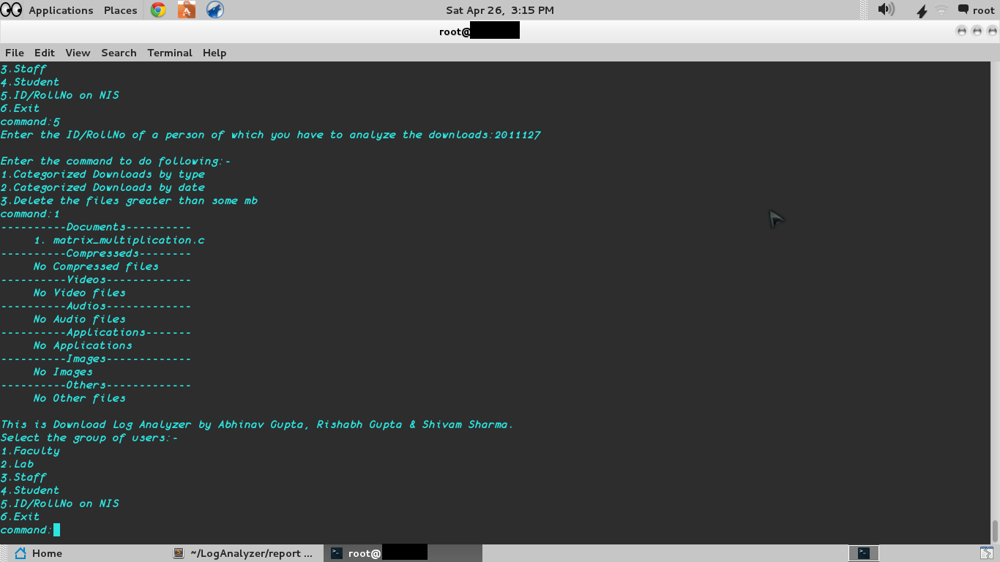 Applications Places Sat Apr 26, 3:15 PM root
root@
File Edit View Search Terminal Help
3.Staff
4.Student
5.ID/RollNo on NIS
6.Exit
command:5
Enter the ID/RollNo of a person of which you have to analyze the downloads:2011127
Enter the command to do following:-
1.Categorized Downloads by type
2.Categorized Downloads by date
3.Delete the files greater than some mb
command:1
----------Documents----------
1. matrix_multiplication.c
----------Compresseds--------
No Compressed files
----------Videos-------------
No Video files
----------Audios-------------
No Audio files
----------Applications-------
No Applications
----------Images-------------
No Images
----------Others-------------
No Other files
This is Download Log Analyzer by Abhinav Gupta, Rishabh Gupta & Shivam Sharma.
Select the group of users:-
1.Faculty
2.Lab
3.Staff
4.Student
5.ID/RollNo on NIS
6.Exit
command:
Home ~/LogAnalyzer/report ... root@